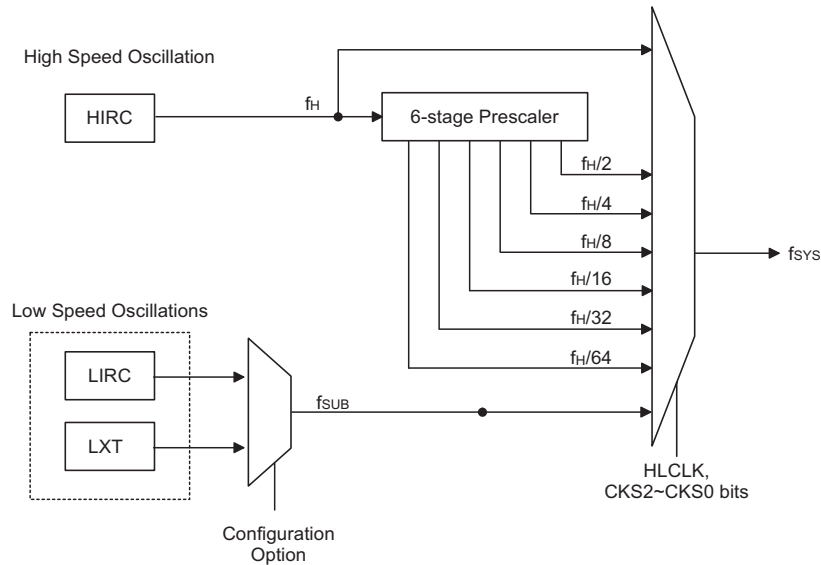 High Speed Oscillation
HIRC
fH
6-stage Prescaler
fH/2
fH/4
fH/8
fH/16
fH/32
fH/64
fSYS
Low Speed Oscillations
LIRC
LXT
fSUB
HLCLK,
CKS2~CKS0 bits
Configuration
Option